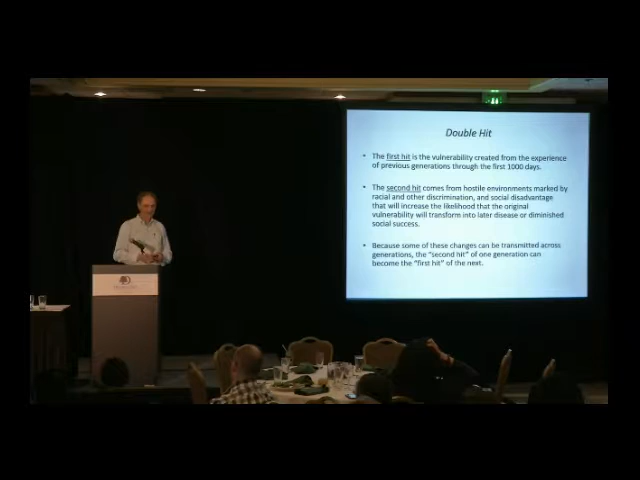 Double Hit
• The first hit is the vulnerability created from the experience
of previous generations through the first 1000 days.
• The second hit comes from hostile environments marked by
racial and other discrimination, and social disadvantage
that will increase the likelihood that the original
vulnerability will transform into later disease or diminished
social success.
• Because some of these changes can be transmitted across
generations, the "second hit" of one generation can
become the "first hit" of the next.